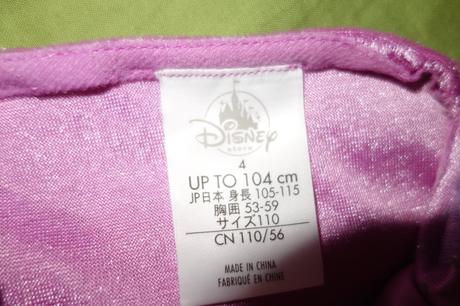 Disney
store
4
UP TO 104 cm
JP日本 身長 105-115
胸囲 53-59
サイズ110
CN 110/56
MADE IN CHINA
FABRIQUÉ EN CHINE